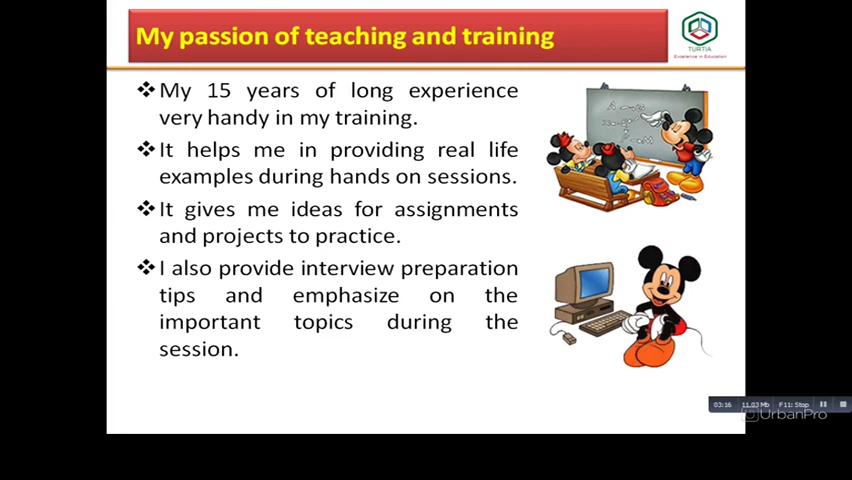 My passion of teaching and training
TURTIA
Excellence in Education
❖My 15 years of long experience
very handy in my training.
❖It helps me in providing real life
examples during hands on sessions.
❖It gives me ideas for assignments
and projects to practice.
❖I also provide interview preparation
tips and emphasize on the
important topics during the
session.
03:16 11.03 Mb F11: Stop
UrbanPro